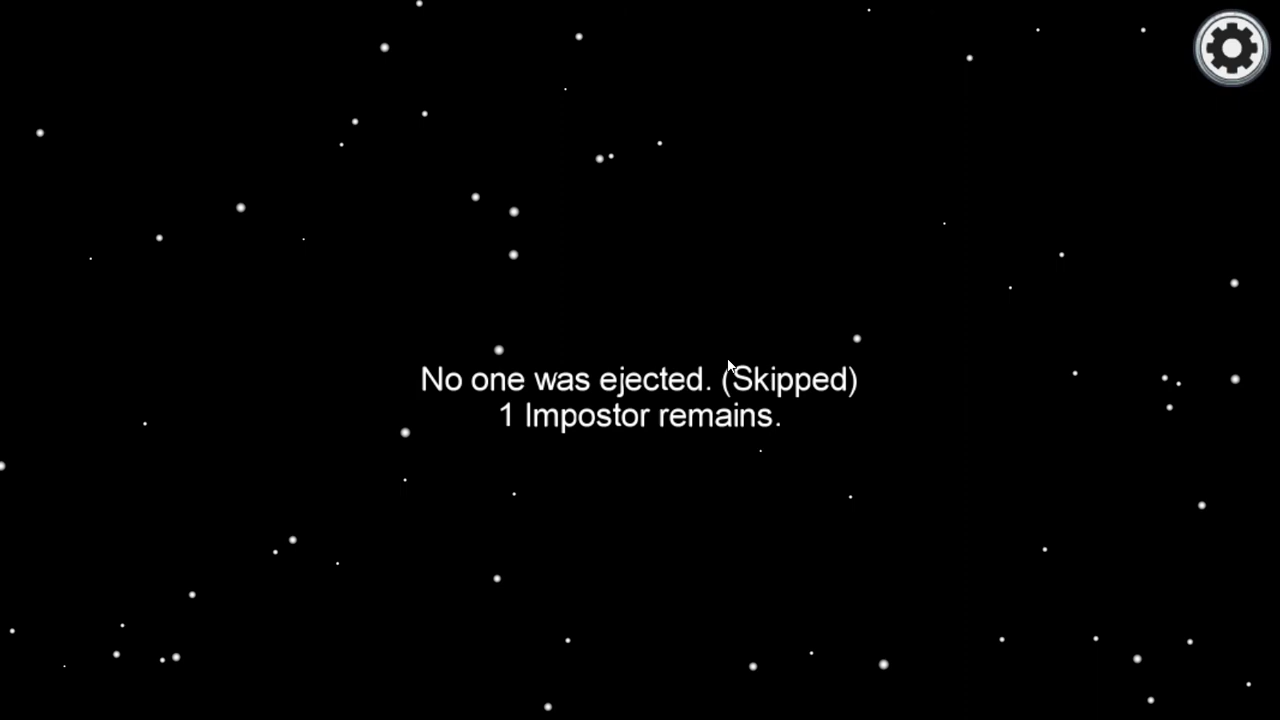 No one was ejected. (Skipped)
1 Impostor remains.